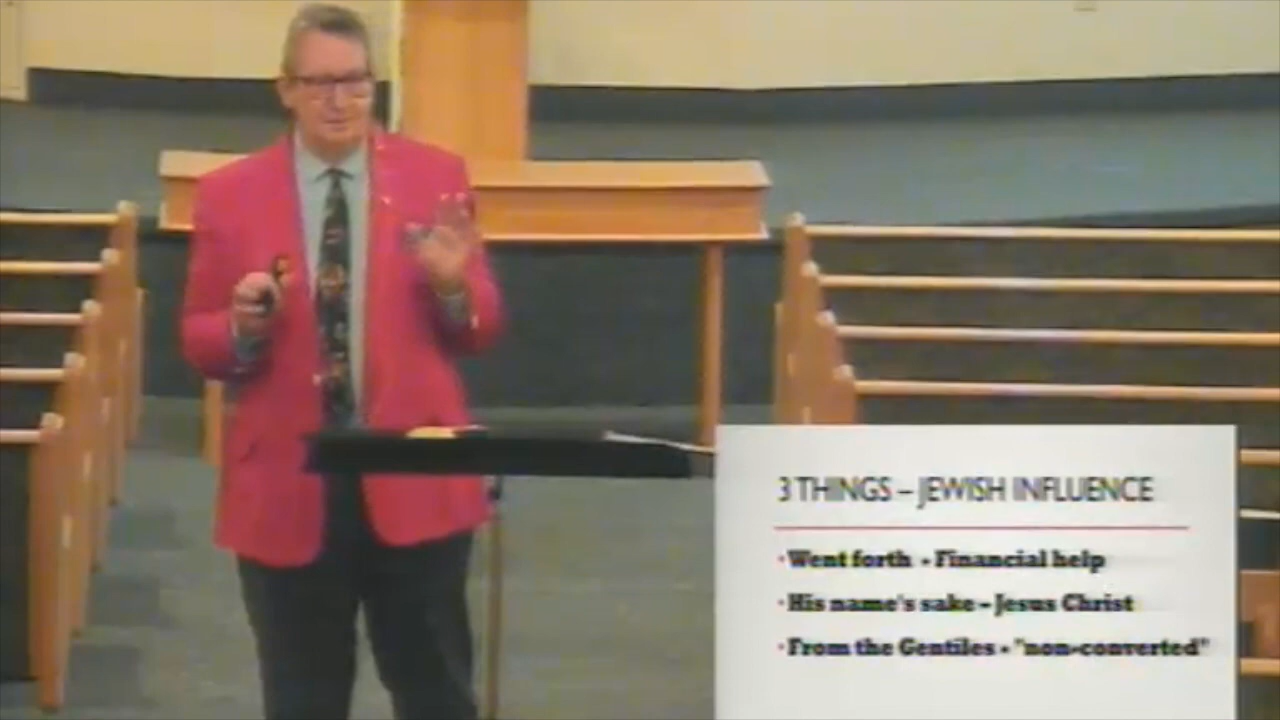 3 THINGS – JEWISH INFLUENCE
• Went forth - Financial help
• His name's sake – Jesus Christ
• From the Gentiles - "non-converted"